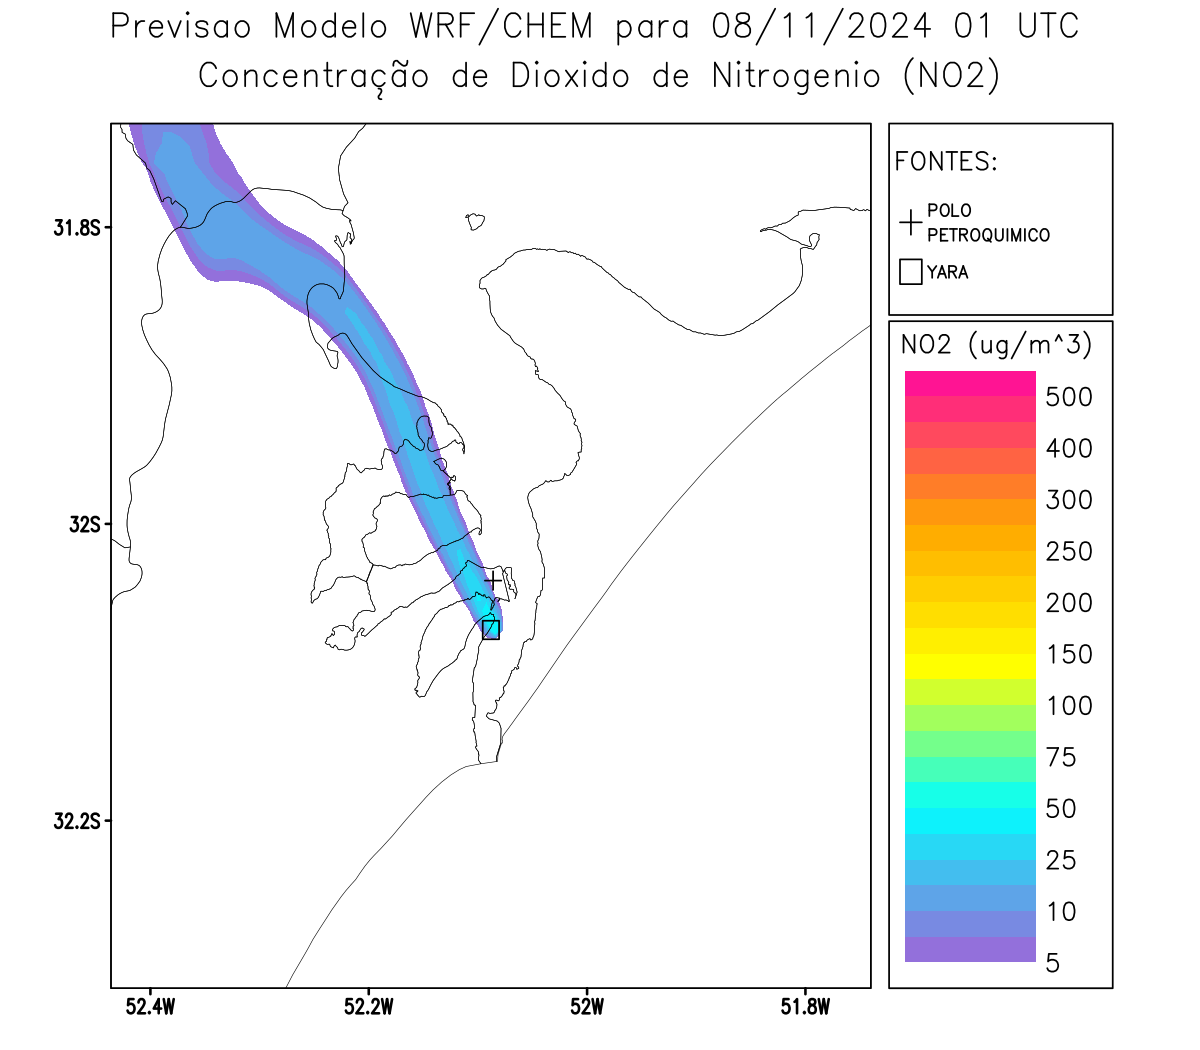 Previsao Modelo WRF/CHEM para 08/11/2024 01 UTC
Concentração de Dioxido de Nitrogenio (NO2)
FONTES:
POLO
PETROQUIMICO
YARA
31.8S
32S
32.2S
52.4W
52.2W
52W
51.8W
NO2 (ug/m^3)
500
400
300
250
200
150
100
75
50
25
10
5